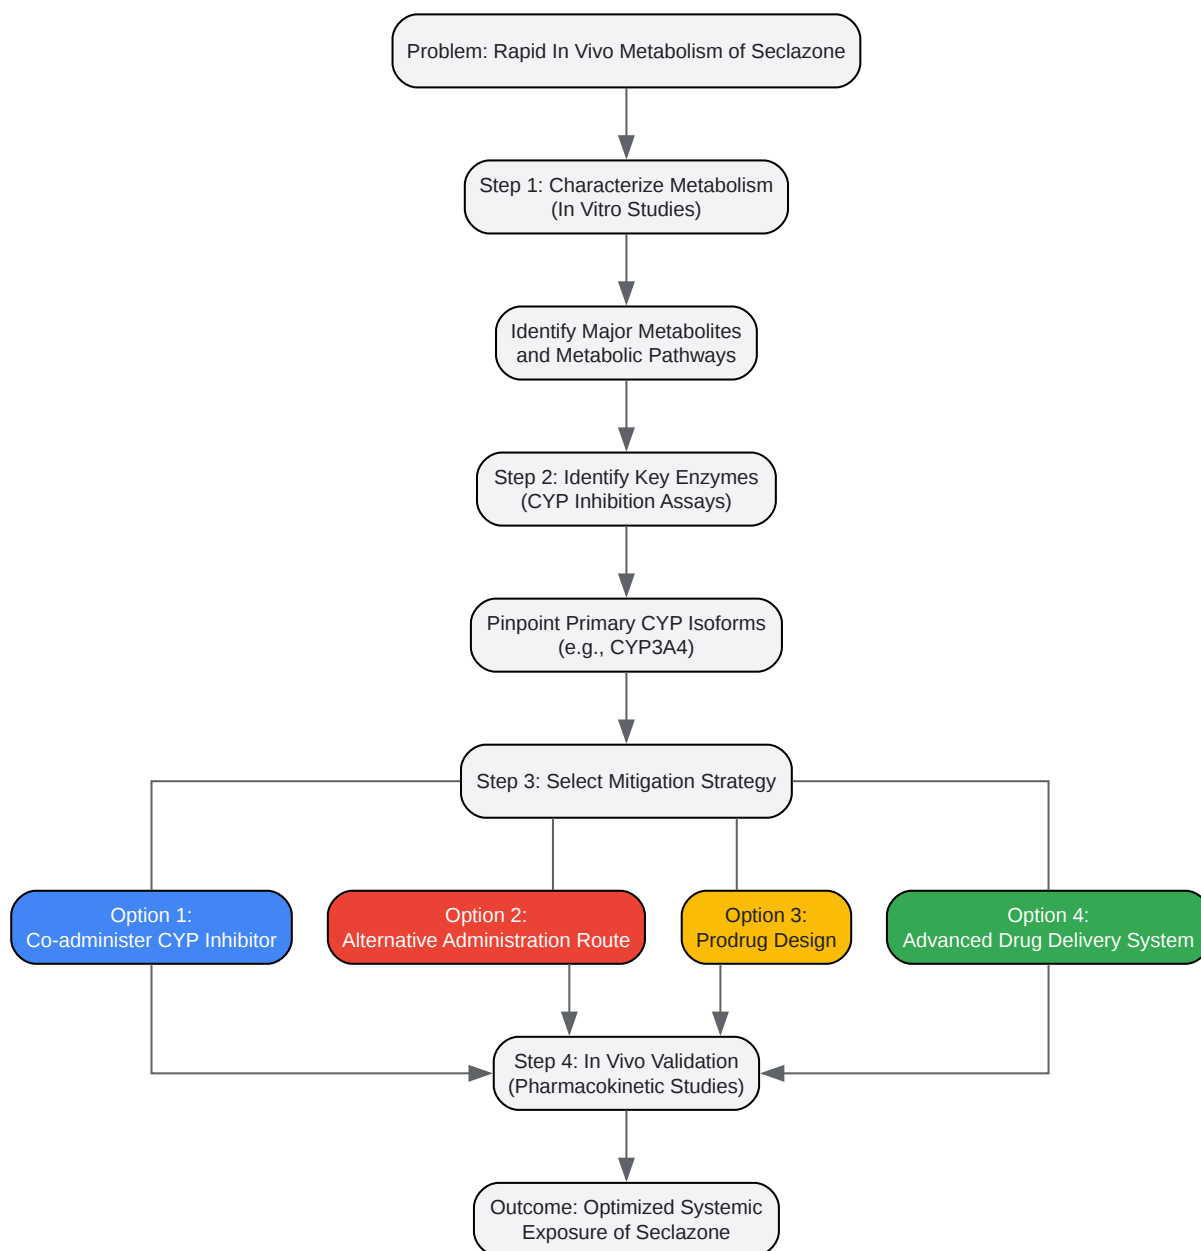 Problem: Rapid In Vivo Metabolism of Seclazone
Step 1: Characterize Metabolism
(In Vitro Studies)
Identify Major Metabolites
and Metabolic Pathways
Step 2: Identify Key Enzymes
(CYP Inhibition Assays)
Pinpoint Primary CYP Isoforms
(e.g., CYP3A4)
Step 3: Select Mitigation Strategy
Option 1:
Co-administer CYP Inhibitor
Option 2:
Alternative Administration Route
Option 3:
Prodrug Design
Option 4:
Advanced Drug Delivery System
Step 4: In Vivo Validation
(Pharmacokinetic Studies)
Outcome: Optimized Systemic
Exposure of Seclazone